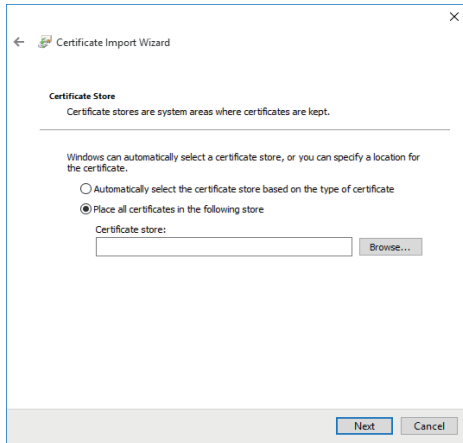 Certificate Import Wizard
Certificate Store
Certificate stores are system areas where certificates are kept.
Windows can automatically select a certificate store, or you can specify a location for
the certificate.
Automatically select the certificate store based on the type of certificate
Place all certificates in the following store
Certificate store:
Browse...
Next
Cancel